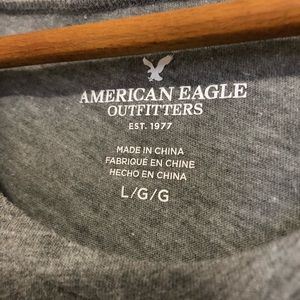 AMERICAN EAGLE
OUTFITTERS
EST. 1977
MADE IN CHINA
FABRIQUÉ EN CHINE
HECHO EN CHINA
L/G/G